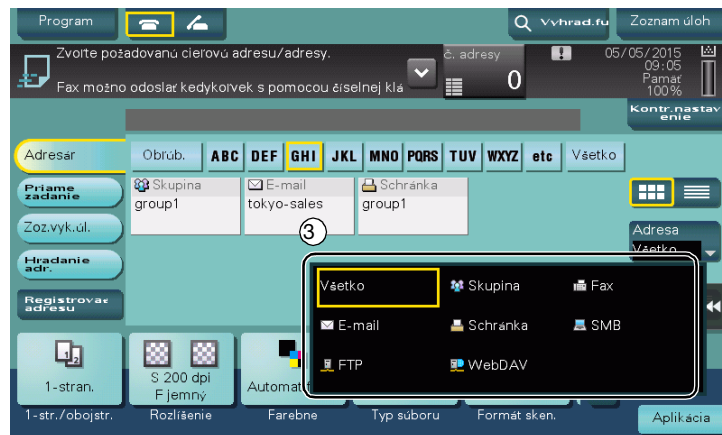 Program
Vyhrad.fu
Zoznam úloh
Zvoľte požadovanú cieľovú adresu/adresy.
Fax možno odoslať kedykoľvek s pomocou číselnej klá
č. adresy
0
05/05/2015
09:05
Pamäť
100%
Kontr.nastav
enie
Adresár
Obľúb.
ABC
DEF
GHI
JKL
MNO
PQRS
TUV
WXYZ
etc
Všetko
Priame
zadanie
Skupina
group1
E-mail
tokyo-sales
Schránka
group1
Zoz.vyk.úl.
Adresa
Všetko
3
Hľadanie
adr.
Registrovať
adresu
Všetko
Skupina
Fax
E-mail
Schránka
SMB
FTP
WebDAV
1-stran.
S 200 dpi
F jemný
Automat
1-str./obojstr.
Rozlíšenie
Farebne
Typ súboru
Formát sken.
Aplikácia